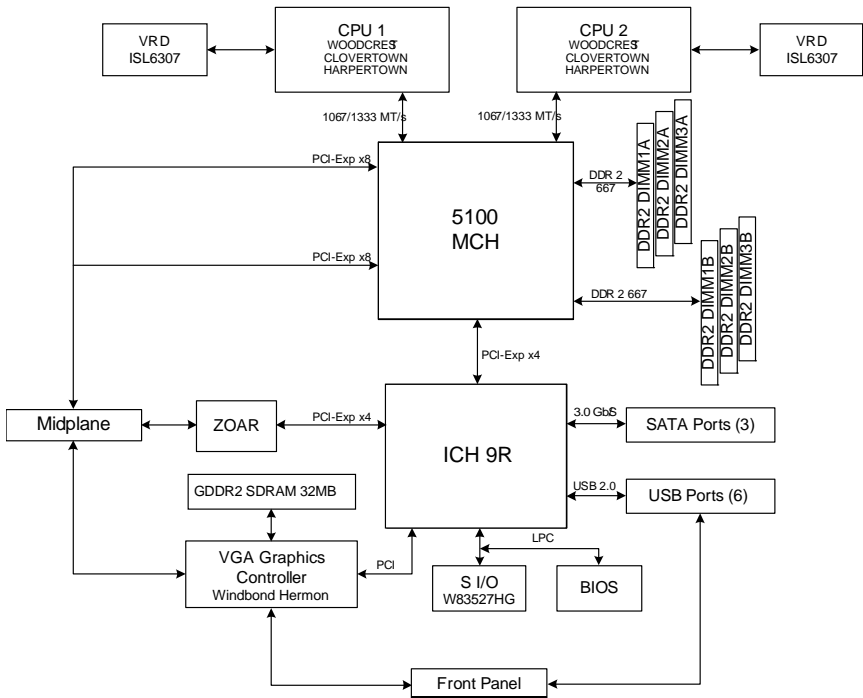 VRD
ISL6307
CPU 1
WOODCREST
CLOVERTOWN
HARPERTOWN
CPU 2
WOODCREST
CLOVERTOWN
HARPERTOWN
VRD
ISL6307
1067/1333 MT/s
1067/1333 MT/s
PCI-Exp x8
PCI-Exp x8
5100
MCH
DDR 2
667
DDR2 DIMM1A
DDR2 DIMM2A
DDR2 DIMM3A
DDR 2 667
DDR2 DIMM1B
DDR2 DIMM2B
DDR2 DIMM3B
PCI-Exp x4
Midplane
ZOAR
PCI-Exp x4
ICH 9R
3.0 Gb/S
SATA Ports (3)
USB 2.0
USB Ports (6)
GDDR2 SDRAM 32MB
VGA Graphics
Controller
Windbond Hermon
PCI
LPC
S I/O
W83527HG
BIOS
Front Panel